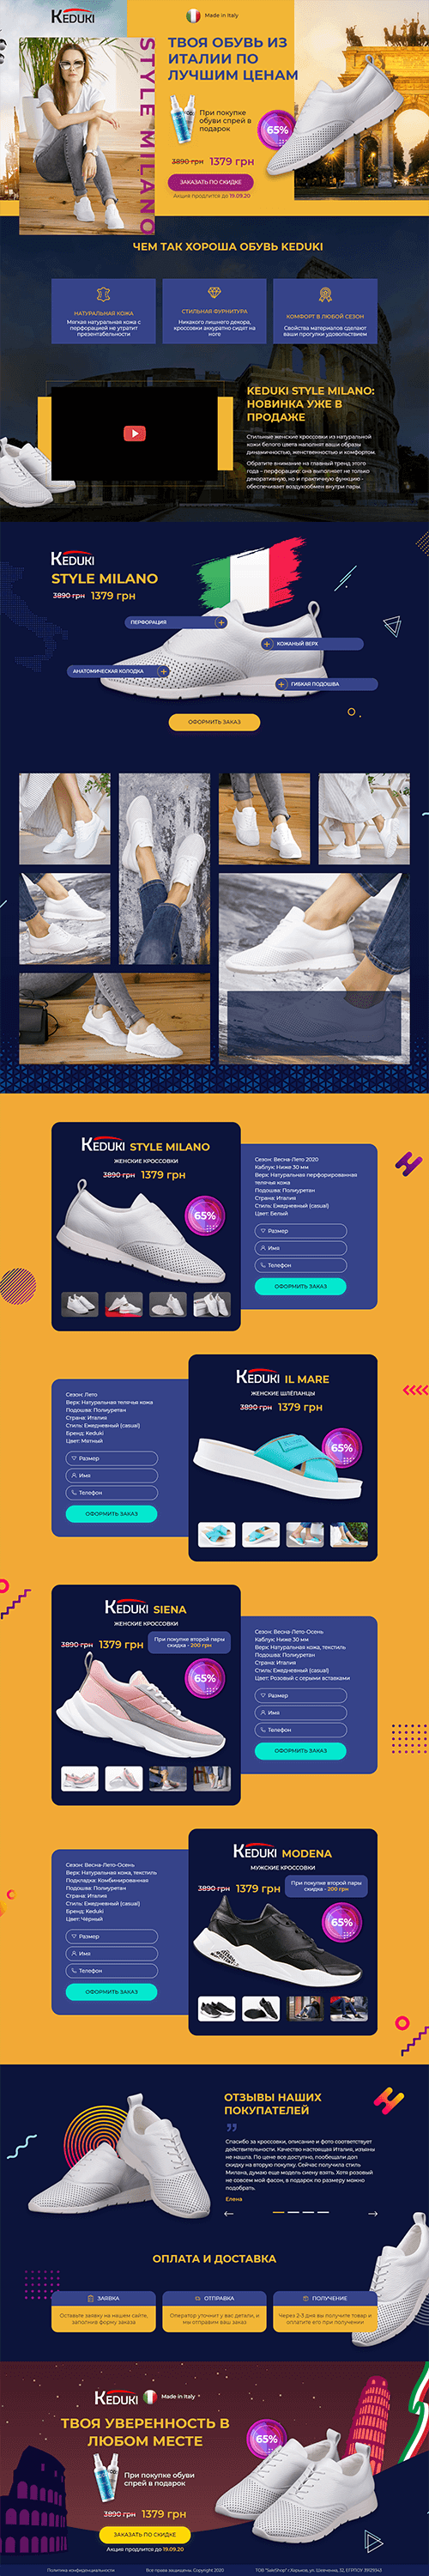 KEDUKI
Made in Italy
STYLE MILANO
ТВОЯ ОБУВЬ ИЗ
ИТАЛИИ ПО
ЛУЧШИМ ЦЕНАМ
При покупке
обуви спрей в
подарок
65%
3890 грн 1379 грн
ЗАКАЗАТЬ ПО СКИДКЕ
Акция продлится до 19.09.20
ЧЕМ ТАК ХОРОША ОБУВЬ KEDUKI
НАТУРАЛЬНАЯ КОЖА
Мягкая натуральная кожа с
перфорацией не утратит
презентабельности
СТИЛЬНАЯ ФУРНИТУРА
Никакого лишнего декора,
кроссовки аккуратно сидят на
ноге
КОМФОРТ В ЛЮБОЙ СЕЗОН
Свойства материалов сделают
ваши прогулки удовольствием
KEDUKI STYLE MILANO:
НОВИНКА УЖЕ В
ПРОДАЖЕ
Стильные женские кроссовки из натуральной
кожи белого цвета наполнят ваши образы
динамичностью, женственностью и комфортом.
Обратите внимание на главный тренд этого
года – перфорацию: она выполняет не только
декоративную, но и практичную функцию -
обеспечивает воздухообмен внутри пары.
KEDUKI
STYLE MILANO
3890 грн 1379 грн
ПЕРФОРАЦИЯ
КОЖАНЫЙ ВЕРХ
АНАТОМИЧЕСКАЯ КОЛОДКА
ГИБКАЯ ПОДОШВА
ОФОРМИТЬ ЗАКАЗ
KEDUKI STYLE MILANO
ЖЕНСКИЕ КРОССОВКИ
3890 грн 1379 грн
65%
Сезон: Весна-Лето 2020
Каблук: Ниже 30 мм
Верх: Натуральная перфорированная
телячья кожа
Подошва: Полиуретан
Страна: Италия
Стиль: Ежедневный (casual)
Цвет: Белый
Размер
Имя
Телефон
ОФОРМИТЬ ЗАКАЗ
KEDUKI IL MARE
ЖЕНСКИЕ ШЛЁПАНЦЫ
3890 грн 1379 грн
65%
Сезон: Лето
Верх: Натуральная телячья кожа
Подошва: Полиуретан
Страна: Италия
Стиль: Ежедневный (casual)
Бренд: Keduki
Цвет: Мятный
Размер
Имя
Телефон
ОФОРМИТЬ ЗАКАЗ
KEDUKI SIENA
ЖЕНСКИЕ КРОССОВКИ
3890 грн 1379 грн
При покупке второй пары
скидка - 200 грн
65%
Сезон: Весна-Лето-Осень
Каблук: Ниже 30 мм
Верх: Натуральная кожа, текстиль
Подошва: Полиуретан
Страна: Италия
Стиль: Ежедневный (casual)
Цвет: Розовый с серыми вставками
Размер
Имя
Телефон
ОФОРМИТЬ ЗАКАЗ
KEDUKI MODENA
МУЖСКИЕ КРОССОВКИ
3890 грн 1379 грн
При покупке второй пары
скидка - 200 грн
65%
Сезон: Весна-Лето-Осень
Верх: Натуральная кожа, текстиль
Подкладка: Комбинированная
Подошва: Полиуретан
Страна: Италия
Стиль: Ежедневный (casual)
Бренд: Keduki
Цвет: Чёрный
Размер
Имя
Телефон
ОФОРМИТЬ ЗАКАЗ
ОТЗЫВЫ НАШИХ
ПОКУПАТЕЛЕЙ
Спасибо за кроссовки, описание и фото соответствует
действительности. Качество настоящая Италия, изъяны
не нашла. По цене все доступно, пообещали доп
скидку на вторую покупку. Сейчас получила стиль
Милана, думаю еще модель сиену взять. Хотя розовый
не совсем мой фасон, в подарок по размеру можно
подобрать.
Елена
ОПЛАТА И ДОСТАВКА
ЗАЯВКА
Оставьте заявку на нашем сайте,
заполнив форму заказа
ОТПРАВКА
Оператор уточнит у вас детали, и
мы отправим ваш заказ
ПОЛУЧЕНИЕ
Через 2-3 дня вы получите товар и
оплатите его при получении
KEDUKI Made in Italy
ТВОЯ УВЕРЕННОСТЬ В
ЛЮБОМ МЕСТЕ
65%
При покупке обуви
спрей в подарок
3890 грн 1379 грн
ЗАКАЗАТЬ ПО СКИДКЕ
Акция продлится до 19.09.20
Политика конфиденциальности
Все права защищены. Copyright 2020